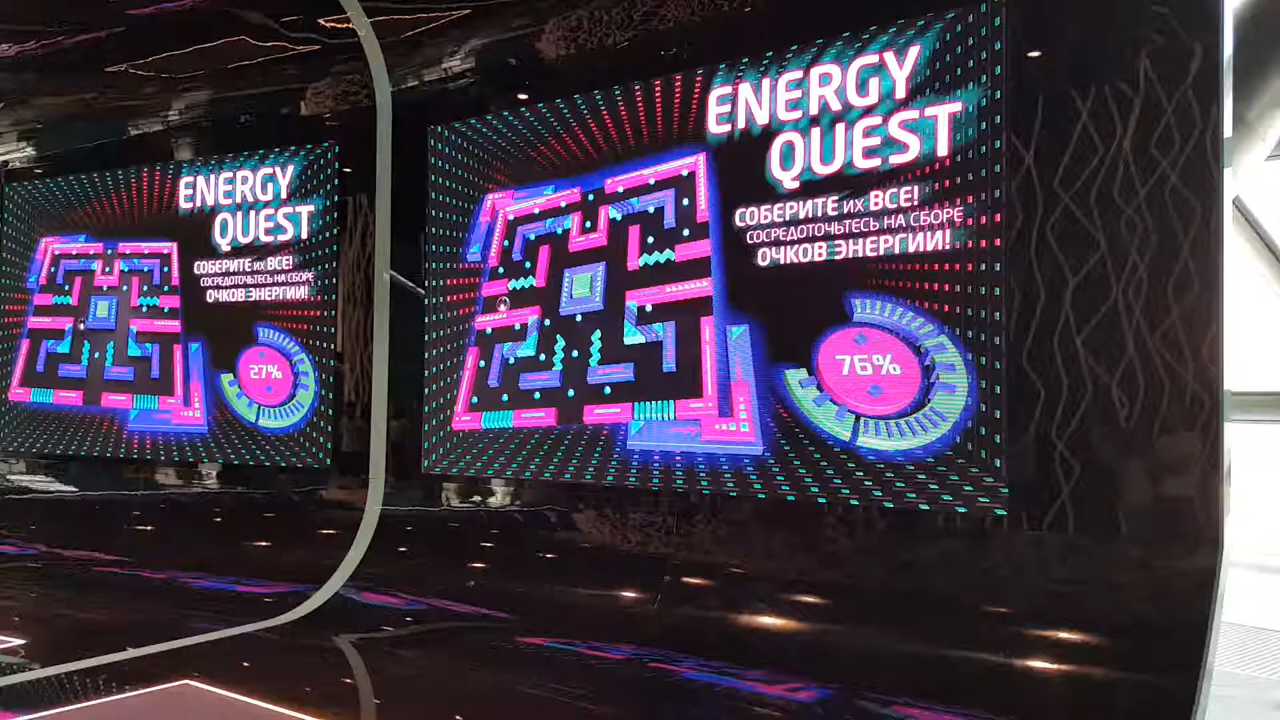 ENERGY
QUEST
СОБЕРИТЕ ИХ ВСЕ!
СОСРЕДОТОЧЬТЕСЬ НА СБОРЕ
ОЧКОВ ЭНЕРГИИ!
27%
ENERGY
QUEST
СОБЕРИТЕ ИХ ВСЕ!
СОСРЕДОТОЧЬТЕСЬ НА СБОРЕ
ОЧКОВ ЭНЕРГИИ!
76%